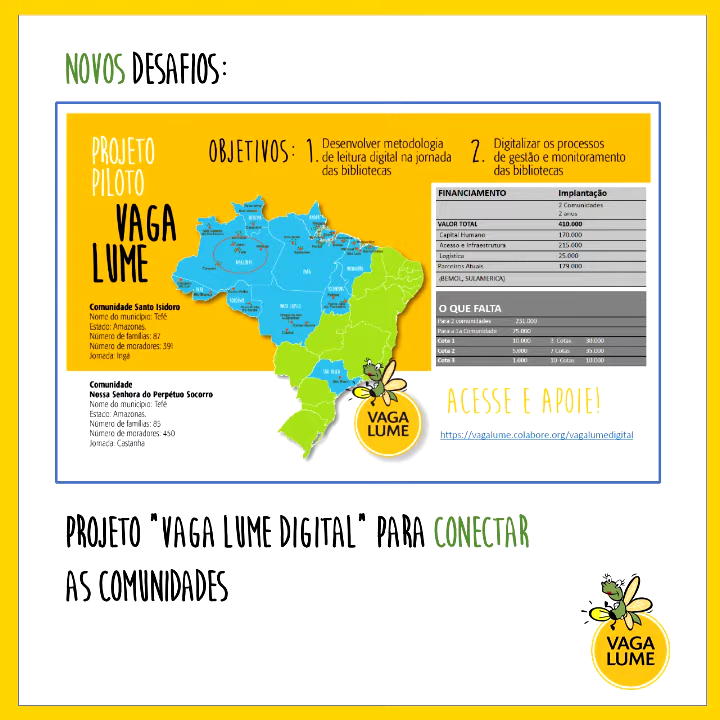 NOVOS DESAFIOS:
PROJETO
PILOTO
VAGA
LUME
OBJETIVOS: 1. Desenvolver metodologia
de leitura digital na jornada
das bibliotecas
2. Digitalizar os processos
de gestão e monitoramento
das bibliotecas
FINANCIAMENTO Implantação
2 Comunidades
2 anos
VALOR TOTAL 410.000
Capital Humano 170.000
Acesso e Infraestrutura 215.000
Logística 25.000
Parceiros Atuais 179.000
(BEMOL, SULAMERICA)
O QUE FALTA
Para 2 comunidades 231.000
Para a 1a Comunidade 75.000
Cota 1 10.000 3 Cotas 30.000
Cota 2 5.000 7 Cotas 35.000
Cota 3 1.000 10 Cotas 10.000
Comunidade Santo Isidoro
Nome do município: Tefé
Estado: Amazonas.
Número de famílias: 87
Número de moradores: 391
Jornada: Ingá
Comunidade
Nossa Senhora do Perpétuo Socorro
Nome do município: Tefé
Estado: Amazonas.
Número de famílias: 85
Número de moradores: 450
Jornada: Castanha
VAGA
LUME
ACESSE E APOIE!
https://vagalume.colabore.org/vagalumedigital
PROJETO "VAGA LUME DIGITAL" PARA CONECTAR
AS COMUNIDADES
VAGA
LUME